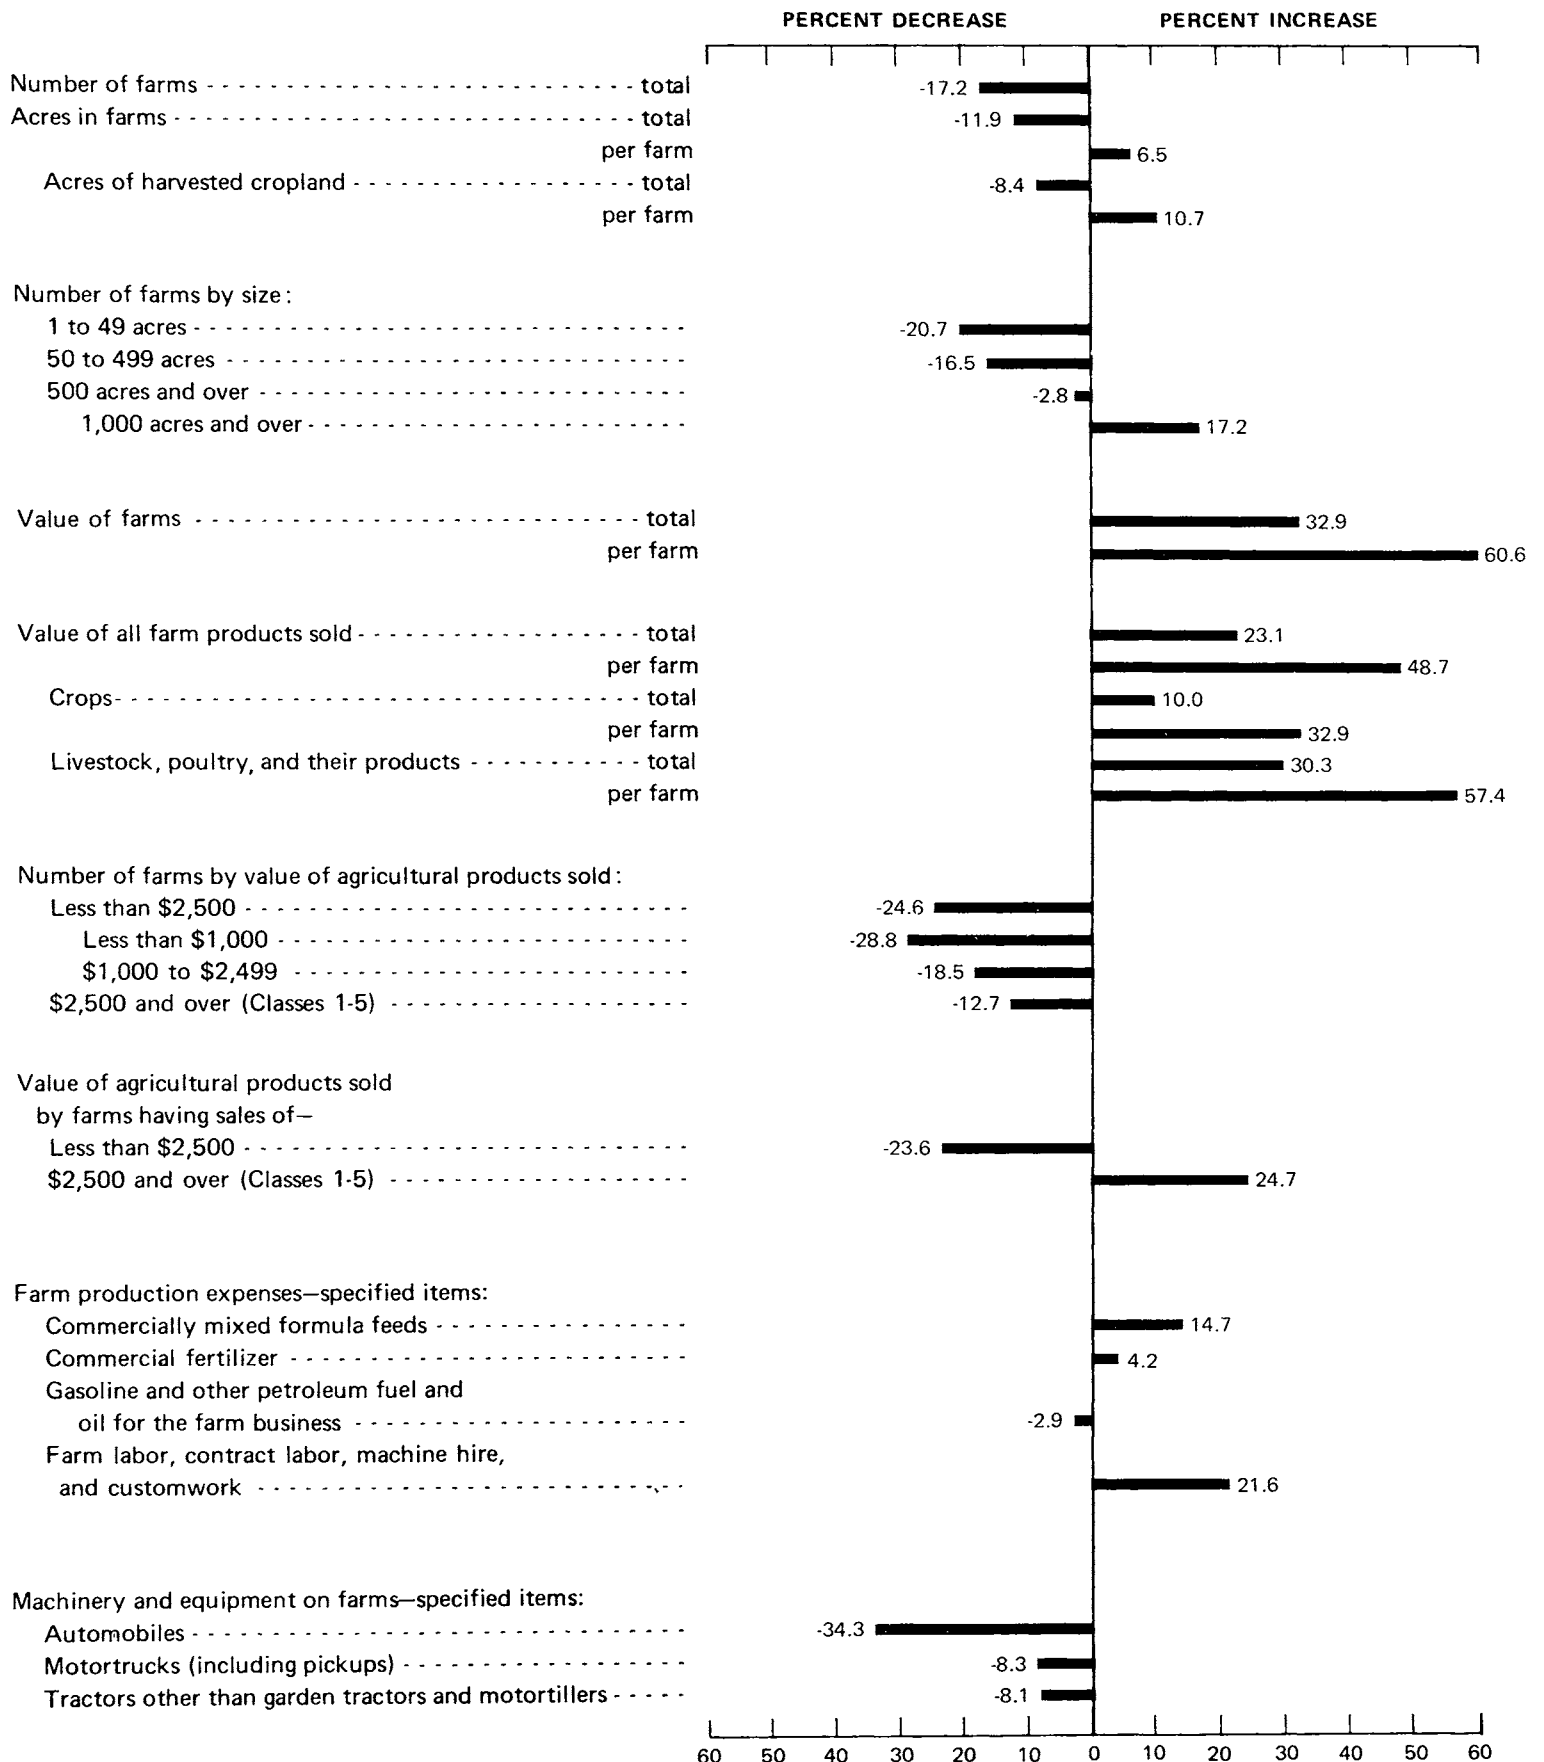 PERCENT DECREASE PERCENT INCREASE
Number of farms - - - - - - - - - - total -17.2
Acres in farms - - - - - - - - - - total -11.9
per farm 6.5
Acres of harvested cropland - - - - - - - - - - total -8.4
per farm 10.7
Number of farms by size:
1 to 49 acres - - - - - - - - - - -20.7
50 to 499 acres - - - - - - - - - - -16.5
500 acres and over - - - - - - - - - - -2.8
1,000 acres and over - - - - - - - - - - 17.2
Value of farms - - - - - - - - - - total 32.9
per farm 60.6
Value of all farm products sold - - - - - - - - - - total 23.1
per farm 48.7
Crops - - - - - - - - - - total 10.0
per farm 32.9
Livestock, poultry, and their products - - - - - - - - - - total 30.3
per farm 57.4
Number of farms by value of agricultural products sold:
Less than $2,500 - - - - - - - - - - -24.6
Less than $1,000 - - - - - - - - - - -28.8
$1,000 to $2,499 - - - - - - - - - - -18.5
$2,500 and over (Classes 1-5) - - - - - - - - - - -12.7
Value of agricultural products sold
by farms having sales of—
Less than $2,500 - - - - - - - - - - -23.6
$2,500 and over (Classes 1-5) - - - - - - - - - - 24.7
Farm production expenses—specified items:
Commercially mixed formula feeds - - - - - - - - - - 14.7
Commercial fertilizer - - - - - - - - - - 4.2
Gasoline and other petroleum fuel and
oil for the farm business - - - - - - - - - - -2.9
Farm labor, contract labor, machine hire,
and customwork - - - - - - - - - - 21.6
Machinery and equipment on farms—specified items:
Automobiles - - - - - - - - - - -34.3
Motortrucks (including pickups) - - - - - - - - - - -8.3
Tractors other than garden tractors and motortillers - - - - - -8.1
60 50 40 30 20 10 0 10 20 30 40 50 60